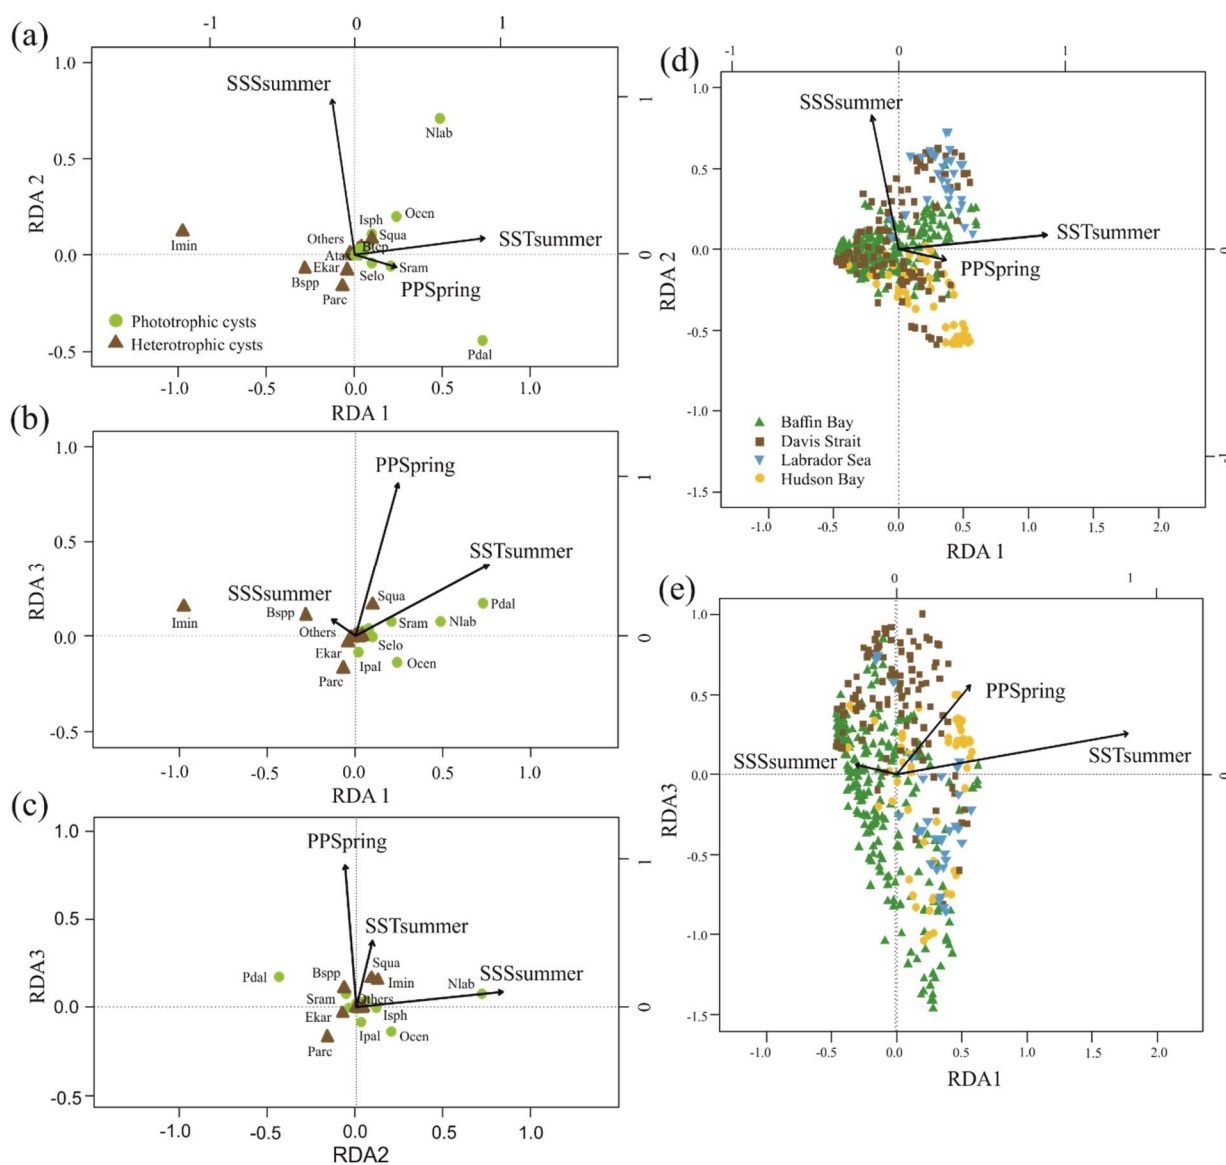 (a)
-1 0 1
1.0
0.5
0.0
-0.5
RDA 2
SSSsummer
Nlab
Ocen
Isph
Squa
Others
SSTsummer
Imin
Atax
Ekar
Selo
Sram
Bspp
PPSpring
Parc
Phototrophic cysts
Heterotrophic cysts
Pdal
1
0
-1.0 -0.5 0.0 0.5 1.0
RDA 1
(b)
1.0
0.5
0.0
-0.5
RDA 3
PPSpring
SSTsummer
SSSsummer
Squa
Bspp
Pdal
Imin
Others
Sram
Nlab
Ekar
Selo
Ipal
Ocen
Parc
1
0
-1.0 -0.5 0.0 0.5 1.0
RDA 1
(c)
1.0
0.5
0.0
-0.5
RDA3
PPSpring
SSTsummer
Squa
SSSsummer
Pdal
Bspp
Imin
Nlab
Sram
Others
Ekar
Isph
Ipal
Ocen
Parc
1
0
-1.0 -0.5 0.0 0.5 1.0
RDA2
(d)
-1 0 1
1.0
0.5
0.0
-0.5
-1.0
-1.5
RDA 2
SSSsummer
SSTsummer
PPSpring
Baffin Bay
Davis Strait
Labrador Sea
Hudson Bay
1
0
-1
-1.0 -0.5 0.0 0.5 1.0 1.5 2.0
RDA 1
(e)
0 1
1.0
0.5
0.0
-0.5
-1.0
-1.5
RDA3
PPSpring
SSTsummer
SSSsummer
0
-1.0 -0.5 0.0 0.5 1.0 1.5 2.0
RDA1